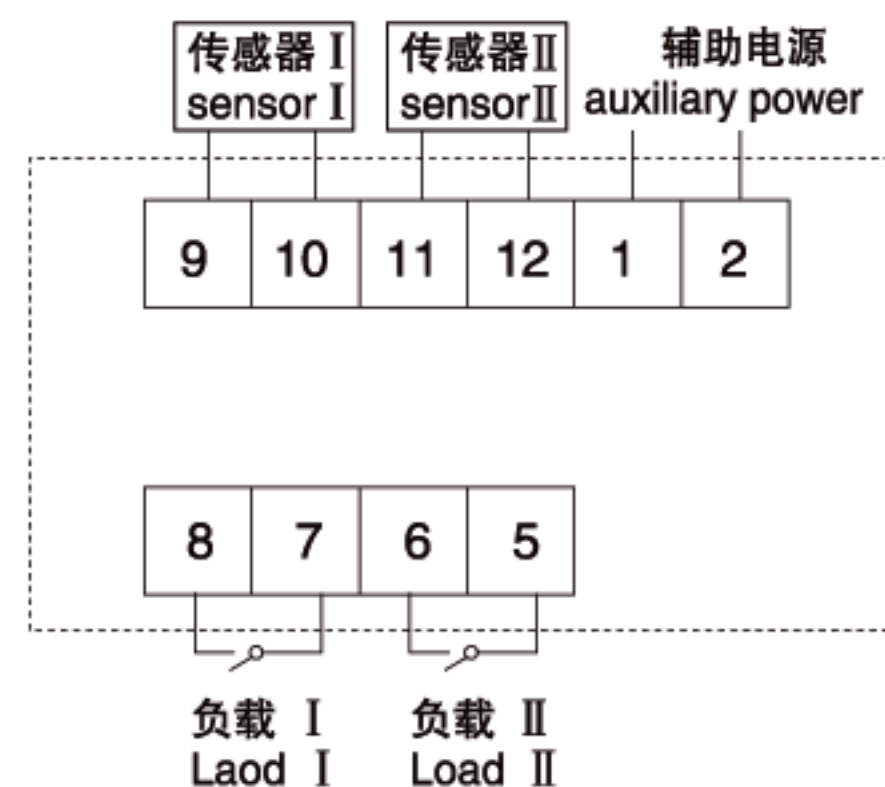 传感器 Ⅰ
sensor Ⅰ
传感器Ⅱ
sensorⅡ
辅助电源
auxiliary power
9 10 11 12 1 2
8 7 6 5
负载 Ⅰ
Laod Ⅰ
负载 Ⅱ
Load Ⅱ